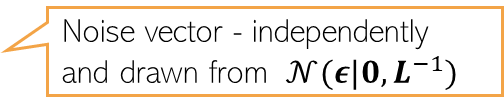 Noise vector - independently
and drawn from 𝓝(𝝐|𝟎, 𝑳⁻¹)